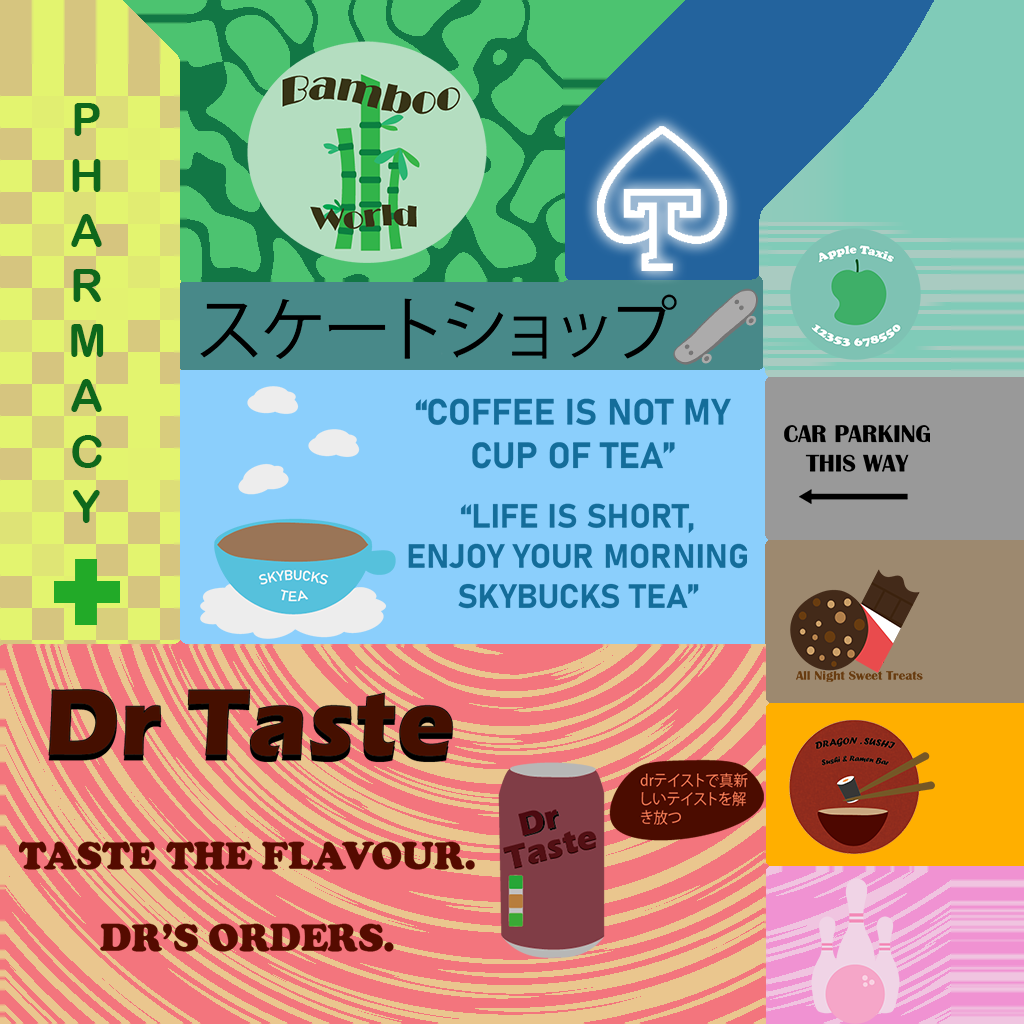 PHARMACY
Bamboo
World
T
スケートショップ
Apple Taxis
12353 678550
“COFFEE IS NOT MY
CUP OF TEA”
“LIFE IS SHORT,
ENJOY YOUR MORNING
SKYBUCKS TEA”
SKYBUCKS
TEA
CAR PARKING
THIS WAY
All Night Sweet Treats
DRAGON .SUSHI
Sushi & Ramen Bar
Dr Taste
TASTE THE FLAVOUR.
DR’S ORDERS.
Dr
Taste
drテイストで真新
しいテイストを解
き放つ